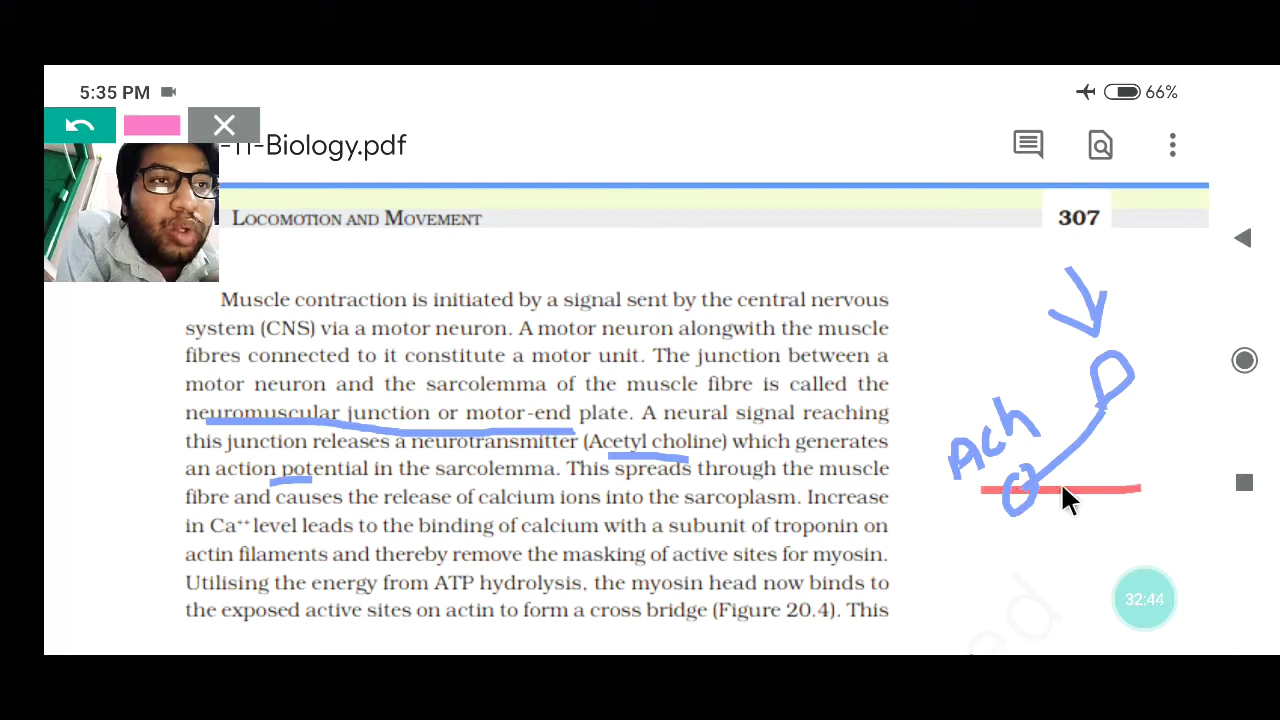 5:35 PM
66%
-11-Biology.pdf
LOCOMOTION AND MOVEMENT
307
Muscle contraction is initiated by a signal sent by the central nervous
system (CNS) via a motor neuron. A motor neuron alongwith the muscle
fibres connected to it constitute a motor unit. The junction between a
motor neuron and the sarcolemma of the muscle fibre is called the
neuromuscular junction or motor-end plate. A neural signal reaching
this junction releases a neurotransmitter (Acetyl choline) which generates
an action potential in the sarcolemma. This spreads through the muscle
fibre and causes the release of calcium ions into the sarcoplasm. Increase
in Ca⁺⁺ level leads to the binding of calcium with a subunit of troponin on
actin filaments and thereby remove the masking of active sites for myosin.
Utilising the energy from ATP hydrolysis, the myosin head now binds to
the exposed active sites on actin to form a cross bridge (Figure 20.4). This
Ach
32:44
ed